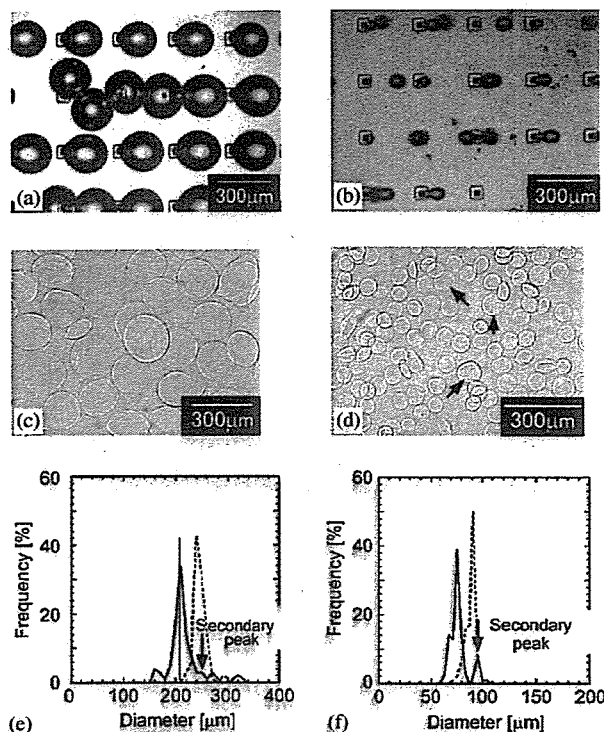 (a)
300μm
(b)
300μm
(c)
300μm
(d)
300μm
60
40
20
0
Frequency [%]
Secondary
peak
0 100 200 300 400
(e)
Diameter [μm]
60
40
20
0
Frequency [%]
Secondary
peak
0 50 100 150 200
(f)
Diameter [μm]